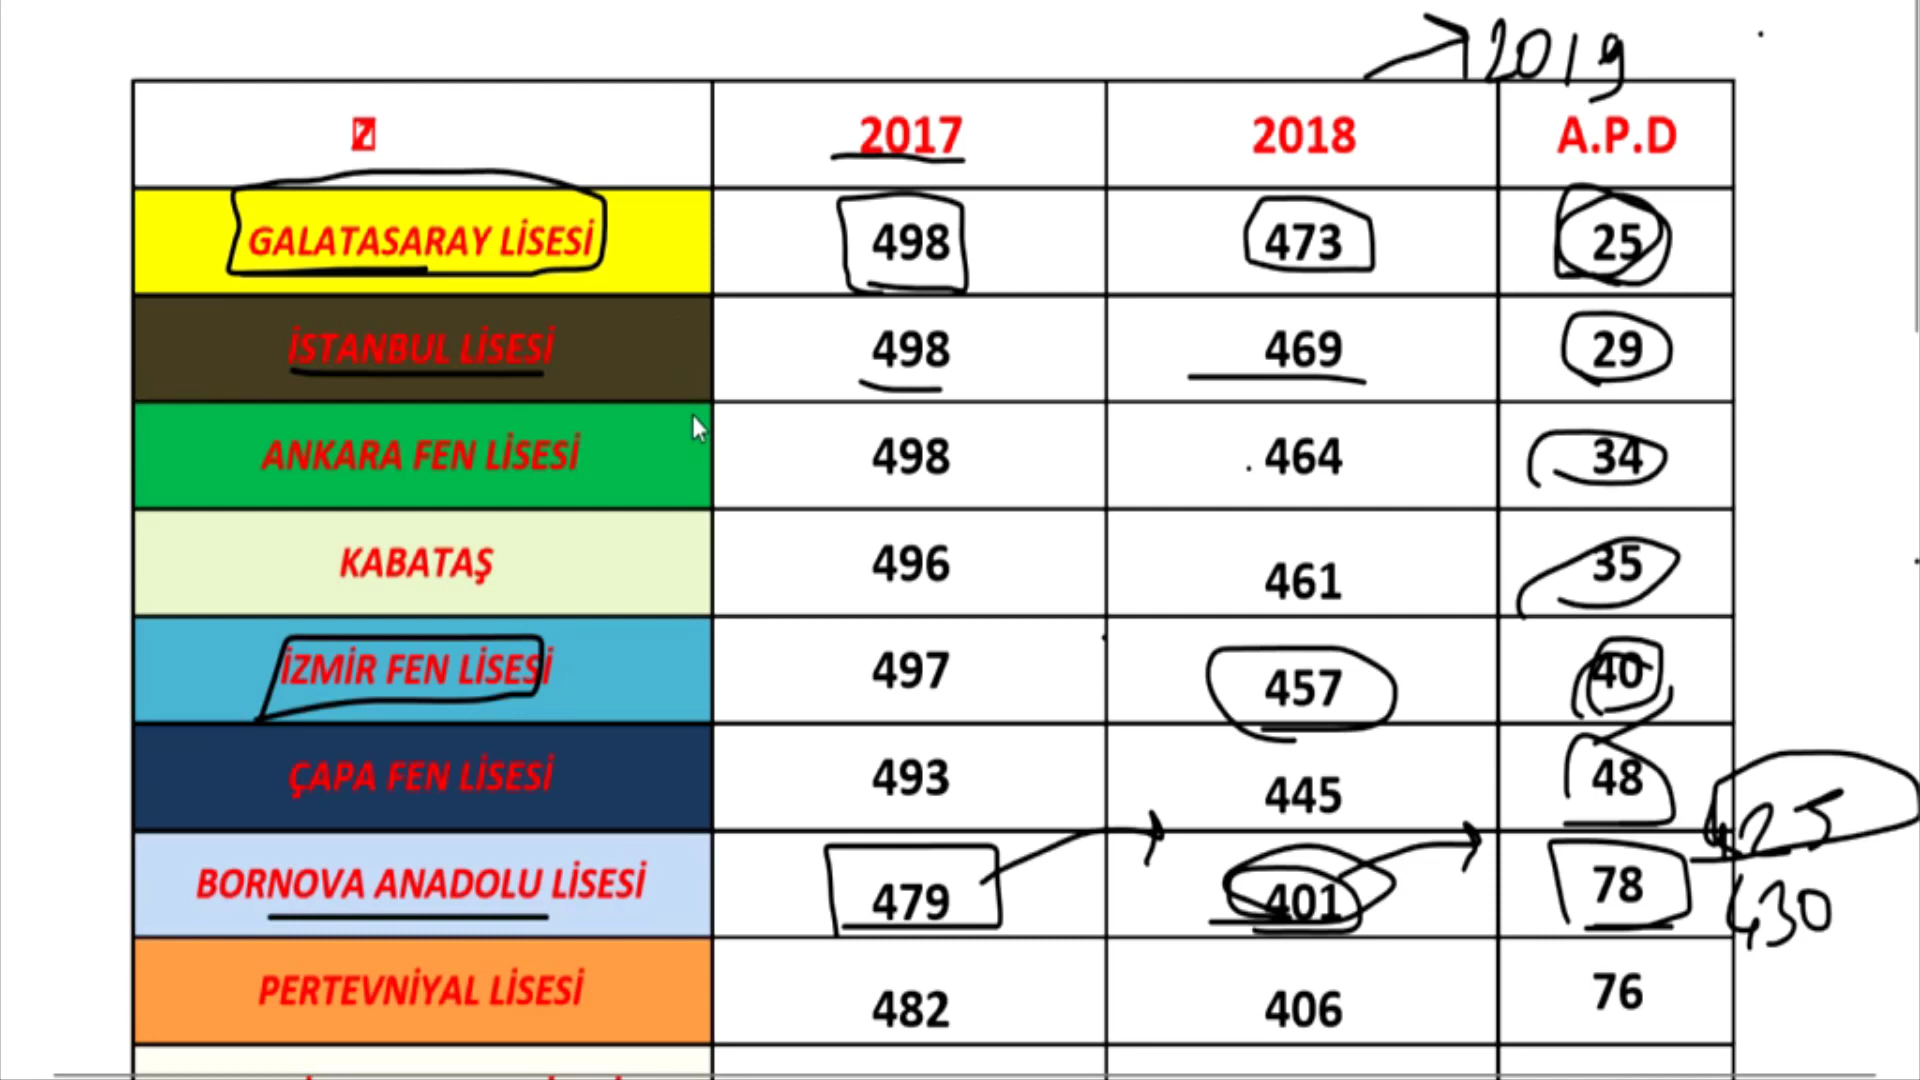 2019
2017 2018 A.P.D
GALATASARAY LİSESİ 498 473 25
İSTANBUL LİSESİ 498 469 29
ANKARA FEN LİSESİ 498 464 34
KABATAŞ 496 461 35
İZMİR FEN LİSESİ 497 457 40
ÇAPA FEN LİSESİ 493 445 48
425
BORNOVA ANADOLU LİSESİ 479 401 78
430
PERTEVNİYAL LİSESİ 482 406 76